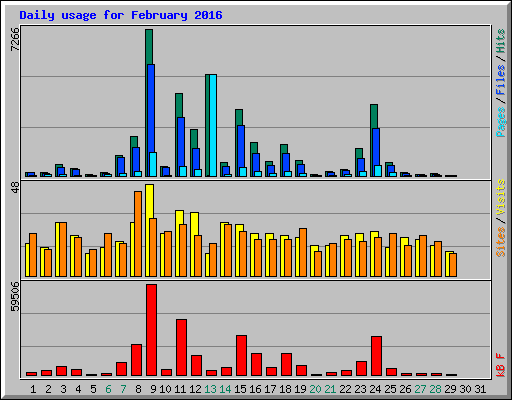 Daily usage for February 2016
7266
Pages / Files / Hits
48
Sites / Visits
59506
kB F
1 2 3 4 5 6 7 8 9 10 11 12 13 14 15 16 17 18 19 20 21 22 23 24 25 26 27 28 29 30 31